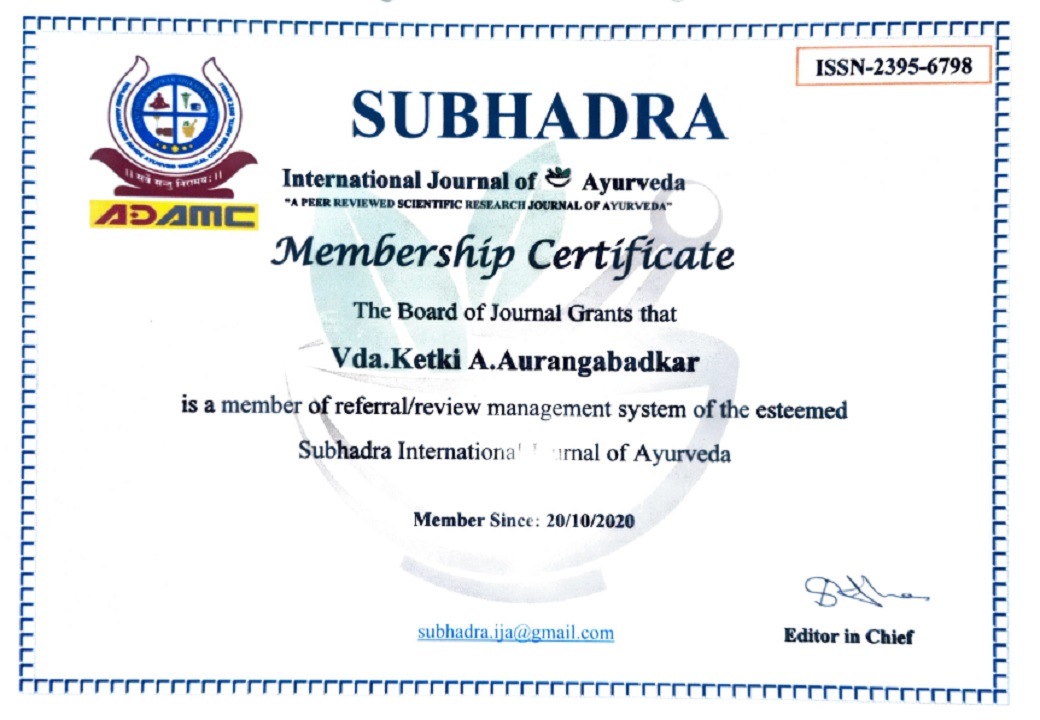 ISSN-2395-6798
SUBHADRA
International Journal of Ayurveda
"A PEER REVIEWED SCIENTIFIC RESEARCH JOURNAL OF AYURVEDA"
|| सर्वे सन्तु निरामयः ||
ADAMC
Membership Certificate
The Board of Journal Grants that
Vda.Ketki A.Aurangabadkar
is a member of referral/review management system of the esteemed
Subhadra Internationa urnal of Ayurveda
Member Since: 20/10/2020
subhadra.ija@gmail.com
Editor in Chief